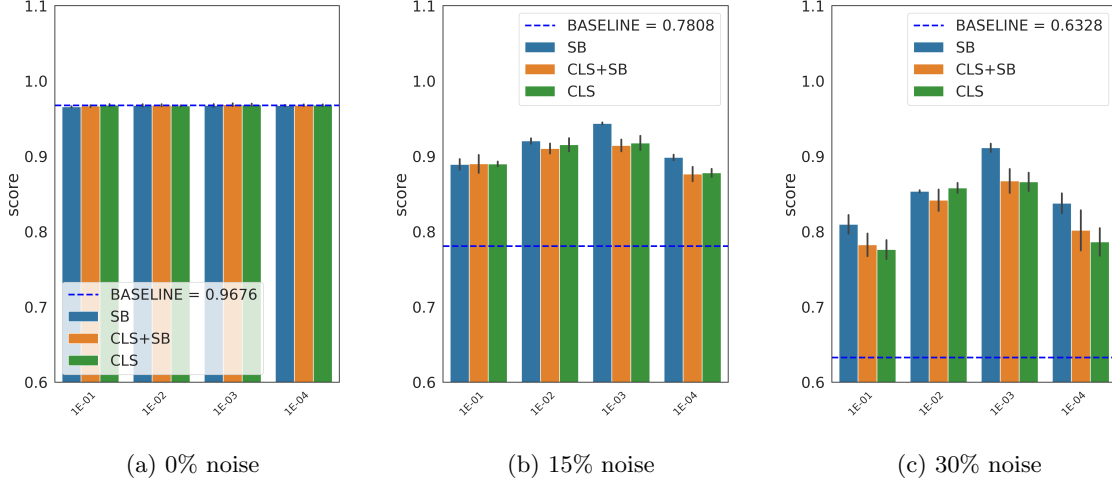 1.1
1.0
0.9
0.8
0.7
0.6
score
BASELINE = 0.9676
SB
CLS+SB
CLS
1E-01
1E-02
1E-03
1E-04
(a) 0% noise
1.1
1.0
0.9
0.8
0.7
0.6
score
BASELINE = 0.7808
SB
CLS+SB
CLS
1E-01
1E-02
1E-03
1E-04
(b) 15% noise
1.1
1.0
0.9
0.8
0.7
0.6
score
BASELINE = 0.6328
SB
CLS+SB
CLS
1E-01
1E-02
1E-03
1E-04
(c) 30% noise